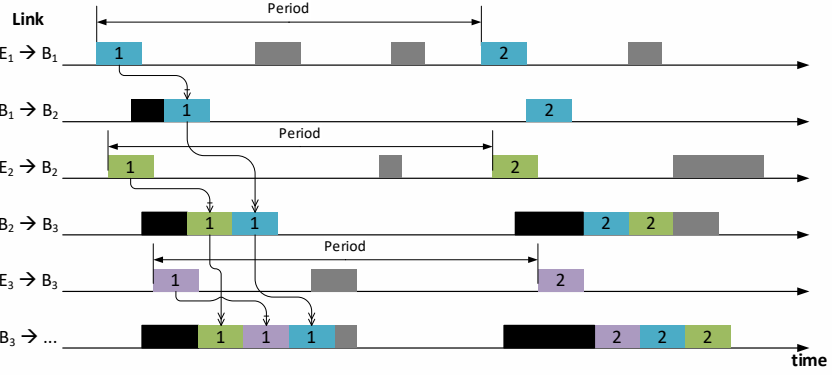 Period
Link
E₁ → B₁ 1 2
B₁ → B₂ 1 2
Period
E₂ → B₂ 1 2
B₂ → B₃ 1 1 2 2
Period
E₃ → B₃ 1 2
B₃ → ... 1 1 1 2 2 2
time